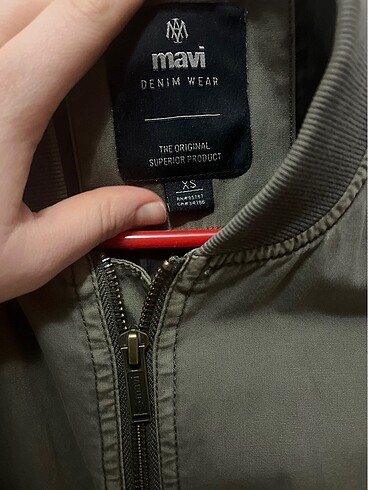 mavi
DENIM WEAR
THE ORIGINAL
SUPERIOR PRODUCT
XS